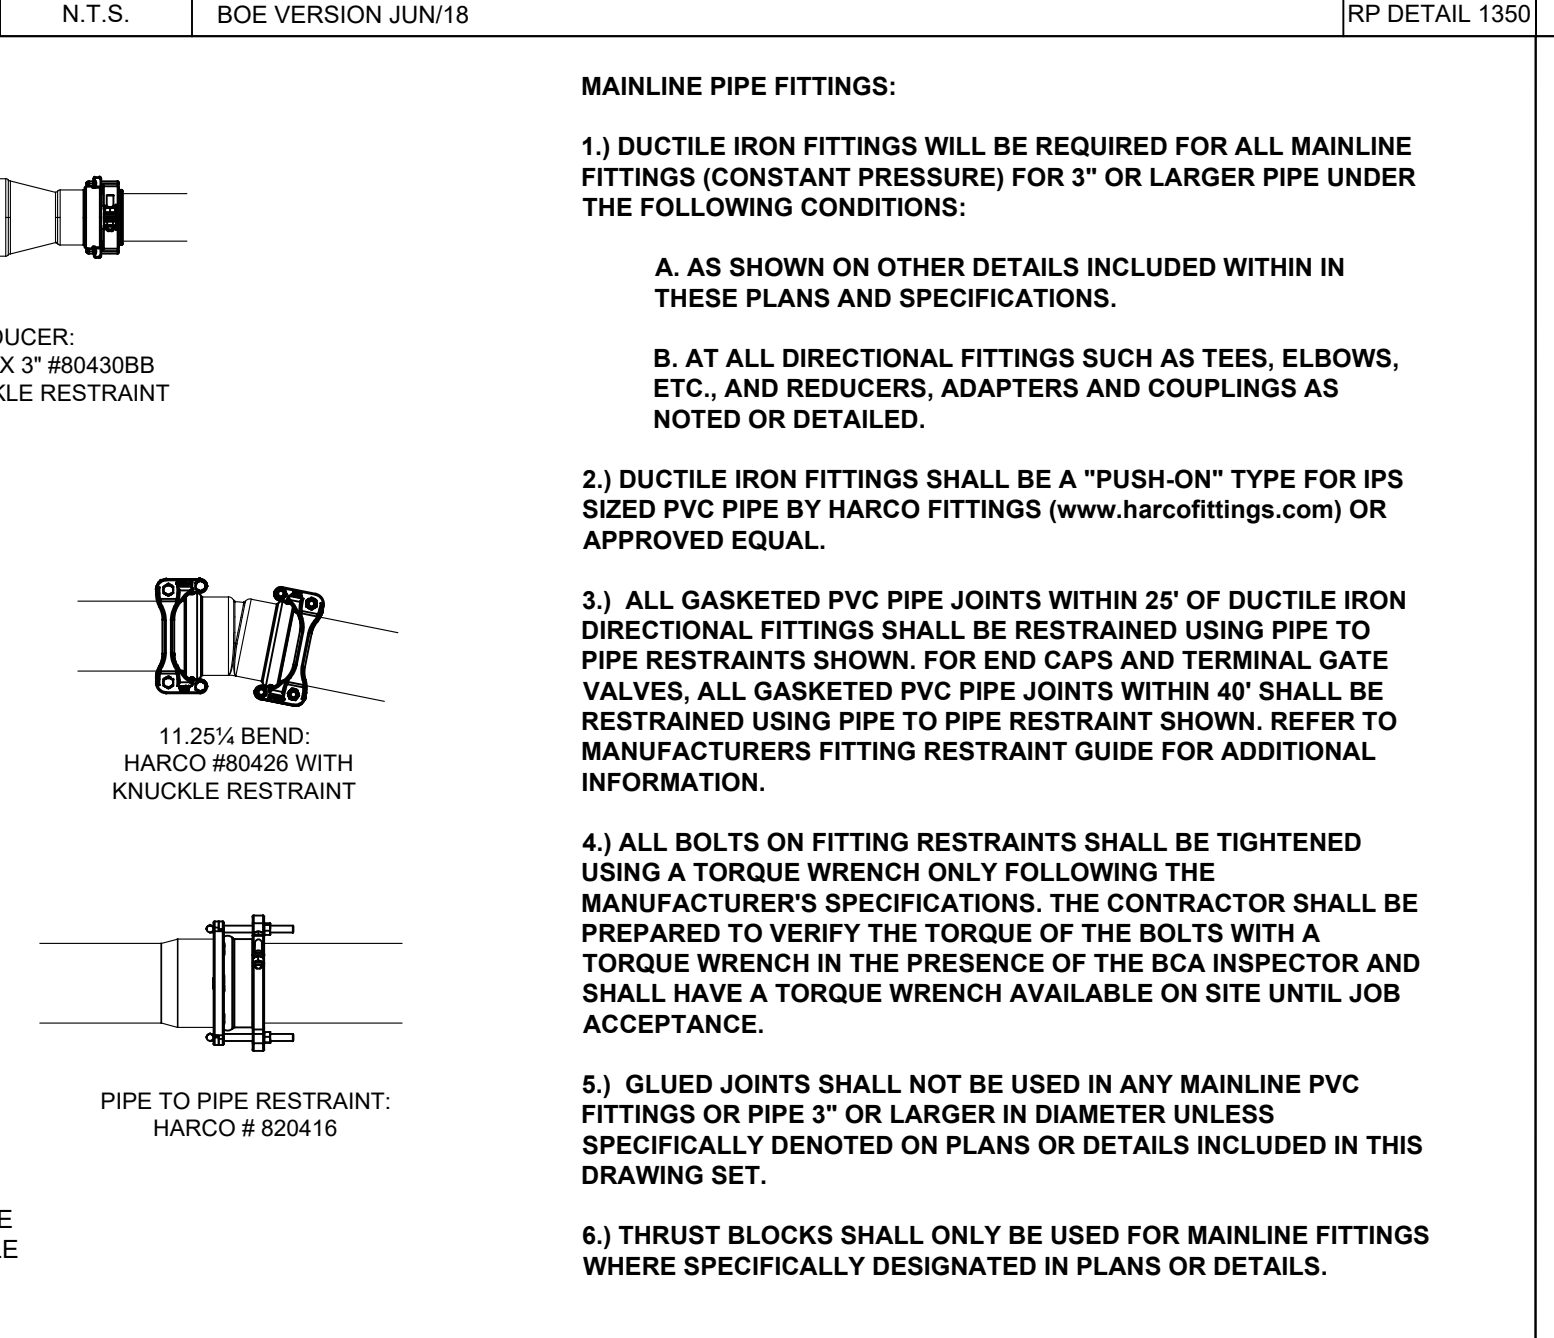 N.T.S.
BOE VERSION JUN/18
RP DETAIL 1350
X 3" #80430BB
RESTRAINT
11.25¼ BEND:
HARCO #80426 WITH
KNUCKLE RESTRAINT
PIPE TO PIPE RESTRAINT:
HARCO # 820416
MAINLINE PIPE FITTINGS:
1.) DUCTILE IRON FITTINGS WILL BE REQUIRED FOR ALL MAINLINE
FITTINGS (CONSTANT PRESSURE) FOR 3" OR LARGER PIPE UNDER
THE FOLLOWING CONDITIONS:
A. AS SHOWN ON OTHER DETAILS INCLUDED WITHIN IN
THESE PLANS AND SPECIFICATIONS.
B. AT ALL DIRECTIONAL FITTINGS SUCH AS TEES, ELBOWS,
ETC., AND REDUCERS, ADAPTERS AND COUPLINGS AS
NOTED OR DETAILED.
2.) DUCTILE IRON FITTINGS SHALL BE A "PUSH-ON" TYPE FOR IPS
SIZED PVC PIPE BY HARCO FITTINGS (www.harcofittings.com) OR
APPROVED EQUAL.
3.) ALL GASKETED PVC PIPE JOINTS WITHIN 25' OF DUCTILE IRON
DIRECTIONAL FITTINGS SHALL BE RESTRAINED USING PIPE TO
PIPE RESTRAINTS SHOWN. FOR END CAPS AND TERMINAL GATE
VALVES, ALL GASKETED PVC PIPE JOINTS WITHIN 40' SHALL BE
RESTRAINED USING PIPE TO PIPE RESTRAINT SHOWN. REFER TO
MANUFACTURERS FITTING RESTRAINT GUIDE FOR ADDITIONAL
INFORMATION.
4.) ALL BOLTS ON FITTING RESTRAINTS SHALL BE TIGHTENED
USING A TORQUE WRENCH ONLY FOLLOWING THE
MANUFACTURER'S SPECIFICATIONS. THE CONTRACTOR SHALL BE
PREPARED TO VERIFY THE TORQUE OF THE BOLTS WITH A
TORQUE WRENCH IN THE PRESENCE OF THE BCA INSPECTOR AND
SHALL HAVE A TORQUE WRENCH AVAILABLE ON SITE UNTIL JOB
ACCEPTANCE.
5.) GLUED JOINTS SHALL NOT BE USED IN ANY MAINLINE PVC
FITTINGS OR PIPE 3" OR LARGER IN DIAMETER UNLESS
SPECIFICALLY DENOTED ON PLANS OR DETAILS INCLUDED IN THIS
DRAWING SET.
6.) THRUST BLOCKS SHALL ONLY BE USED FOR MAINLINE FITTINGS
WHERE SPECIFICALLY DESIGNATED IN PLANS OR DETAILS.